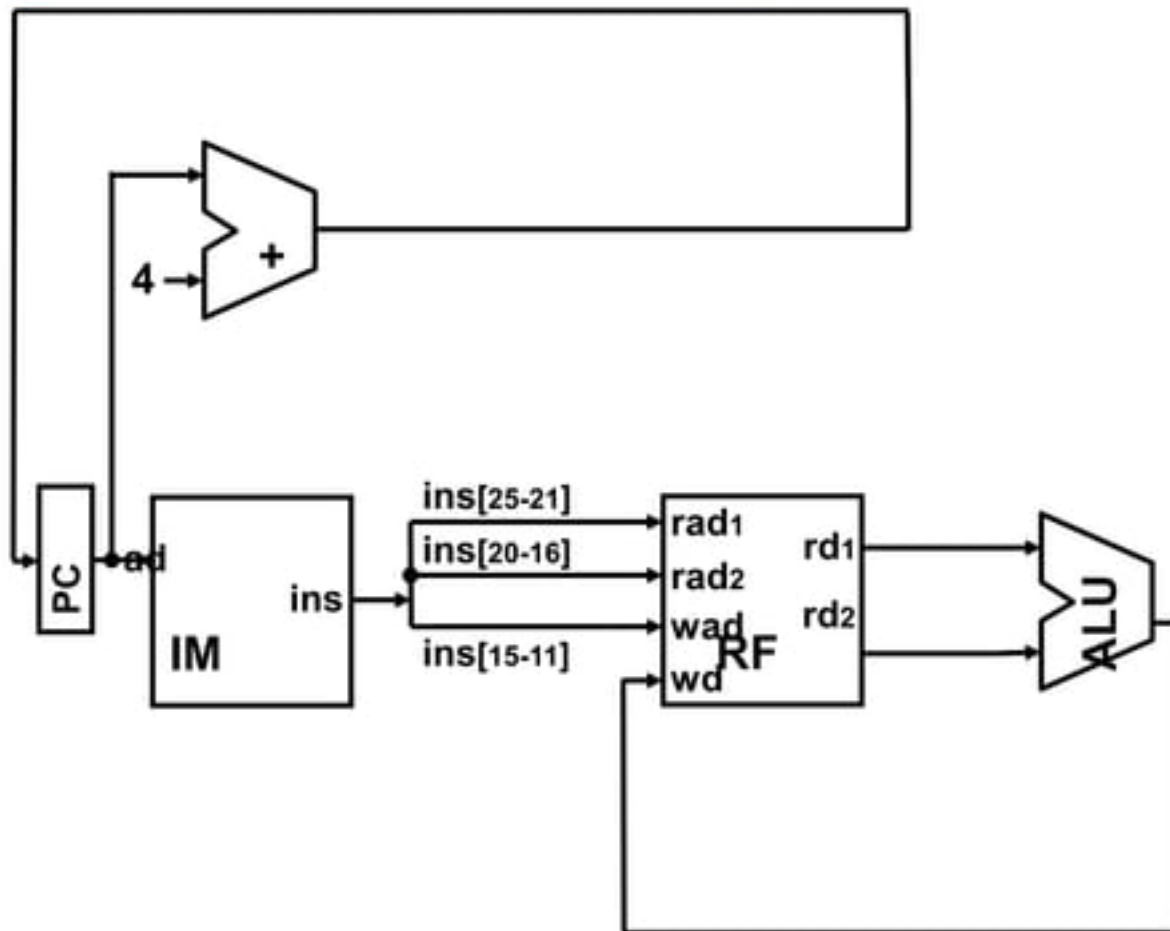 +
4
ins[25-21]
rad1
rd1
ins[20-16]
rad2
PC
ad
ins
wad
rd2
ALU
IM
ins[15-11]
RF
wd